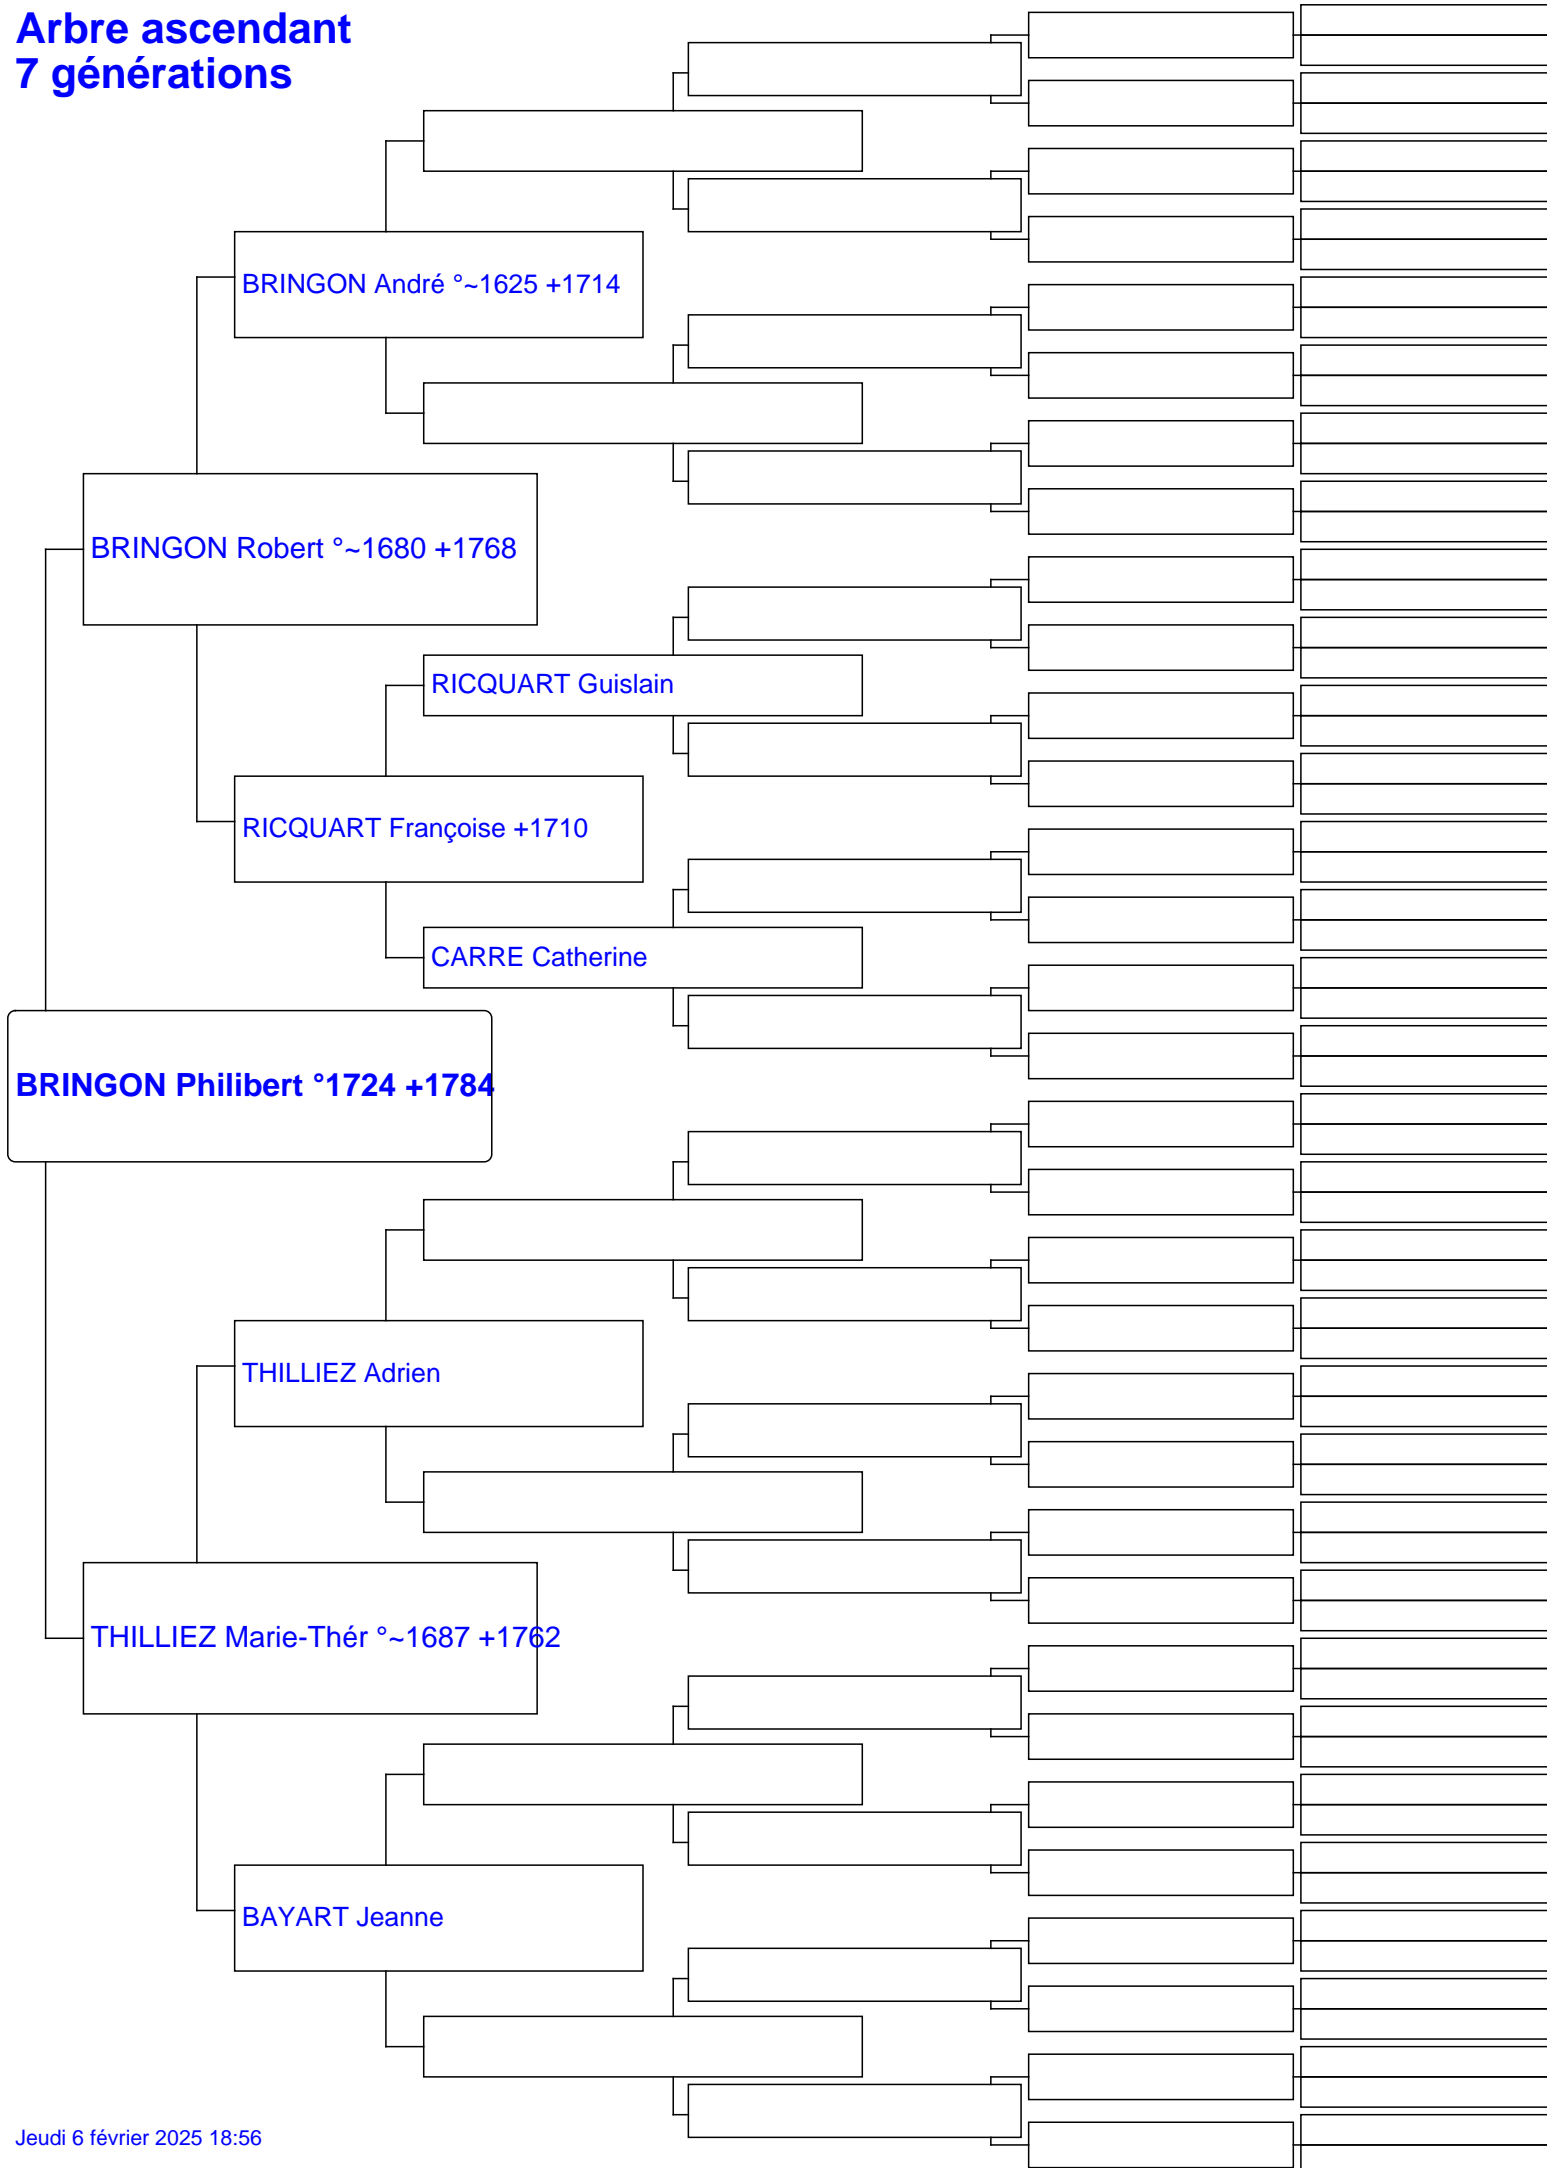 Arbre ascendant
7 générations
BRINGON André °~1625 +1714
BRINGON Robert °~1680 +1768
RICQUART Guislain
RICQUART Françoise +1710
CARRE Catherine
BRINGON Philibert °1724 +1784
THILLIEZ Adrien
THILLIEZ Marie-Thér °~1687 +1762
BAYART Jeanne
Jeudi 6 février 2025 18:56